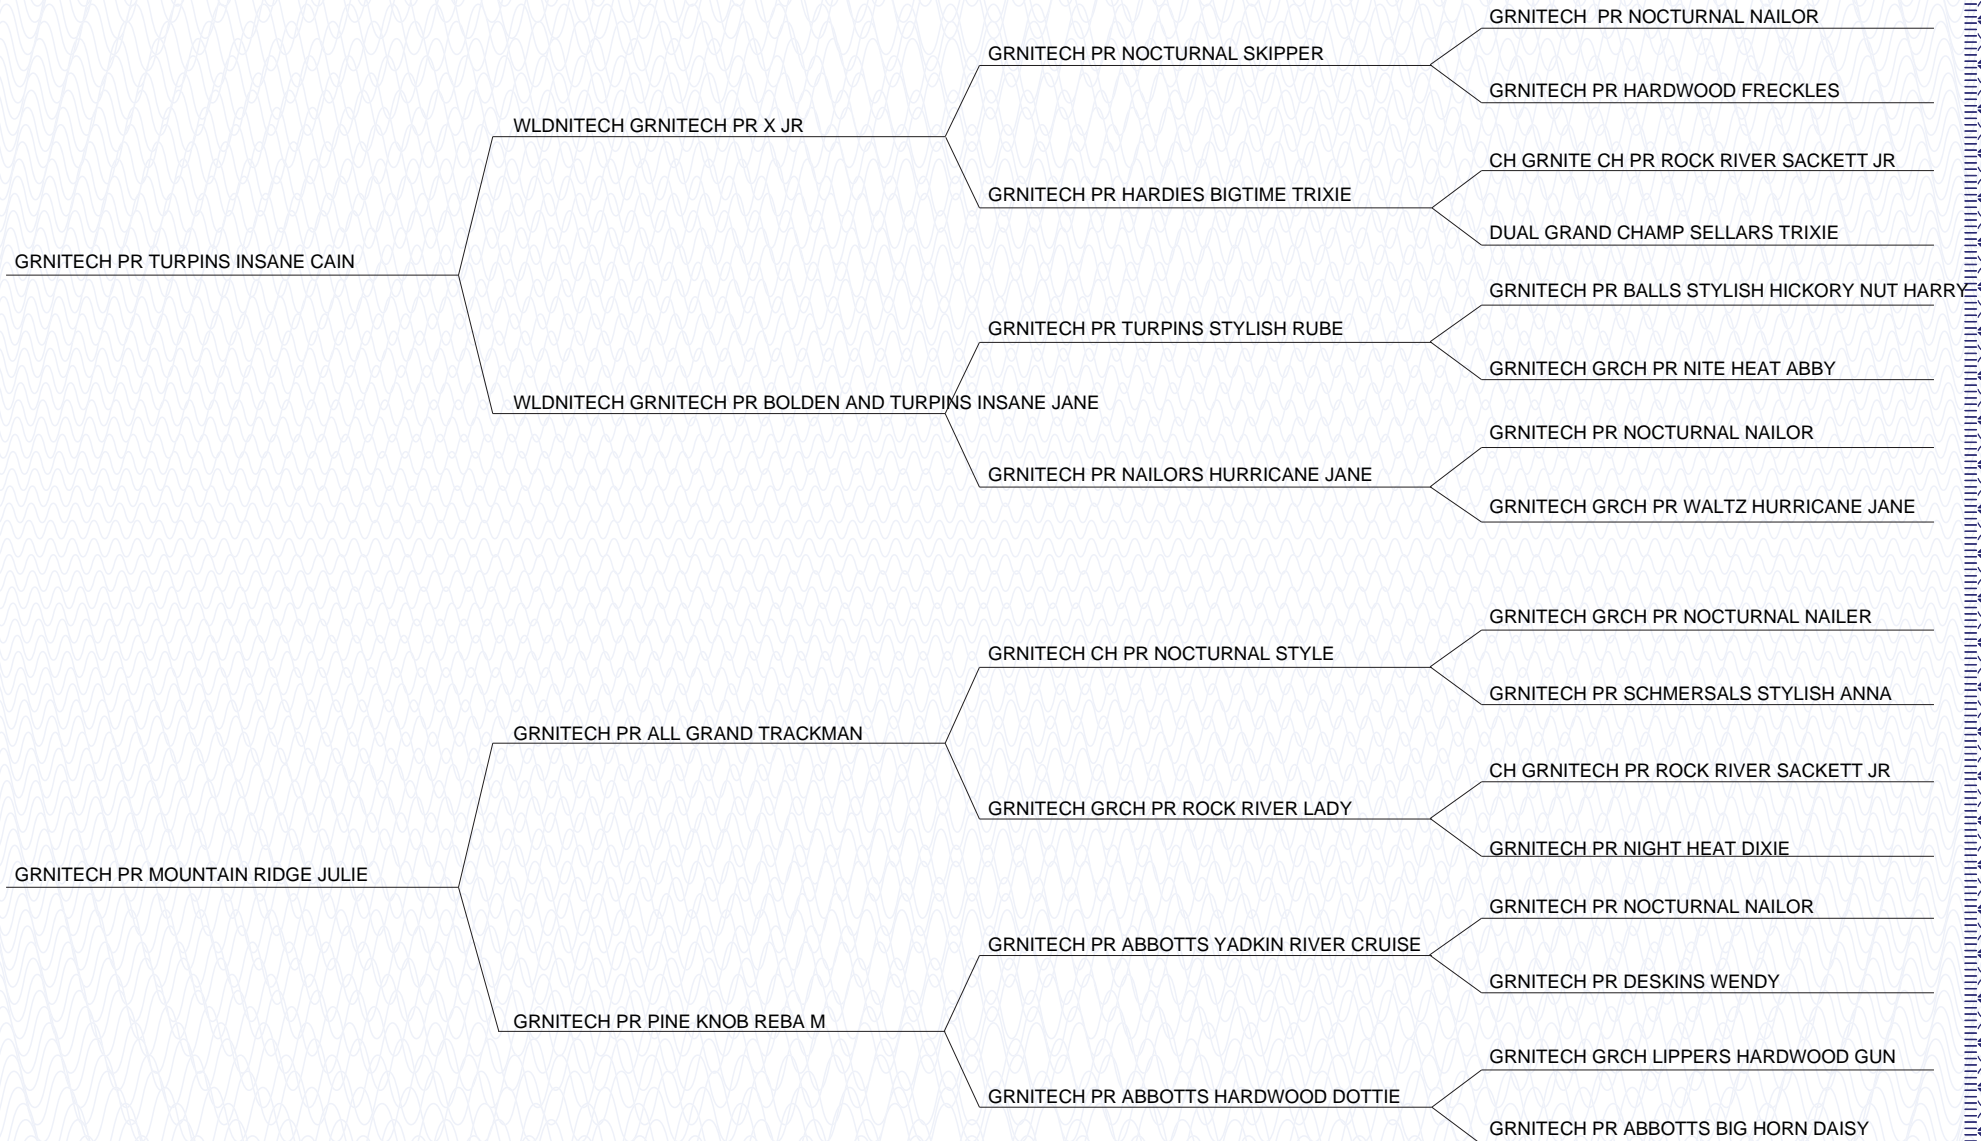 GRNITECH  PR NOCTURNAL NAILOR
GRNITECH PR NOCTURNAL SKIPPER
GRNITECH PR HARDWOOD FRECKLES
WLDNITECH GRNITECH PR X JR
CH GRNITE CH PR ROCK RIVER SACKETT JR
GRNITECH PR HARDIES BIGTIME TRIXIE
DUAL GRAND CHAMP SELLARS TRIXIE
GRNITECH PR TURPINS INSANE CAIN
GRNITECH PR BALLS STYLISH HICKORY NUT HARRY
GRNITECH PR TURPINS STYLISH RUBE
GRNITECH GRCH PR NITE HEAT ABBY
WLDNITECH GRNITECH PR BOLDEN AND TURPINS INSANE JANE
GRNITECH PR NOCTURNAL NAILOR
GRNITECH PR NAILORS HURRICANE JANE
GRNITECH GRCH PR WALTZ HURRICANE JANE
GRNITECH GRCH PR NOCTURNAL NAILER
GRNITECH CH PR NOCTURNAL STYLE
GRNITECH PR SCHMERSALS STYLISH ANNA
GRNITECH PR ALL GRAND TRACKMAN
CH GRNITECH PR ROCK RIVER SACKETT JR
GRNITECH GRCH PR ROCK RIVER LADY
GRNITECH PR NIGHT HEAT DIXIE
GRNITECH PR MOUNTAIN RIDGE JULIE
GRNITECH PR NOCTURNAL NAILOR
GRNITECH PR ABBOTTS YADKIN RIVER CRUISE
GRNITECH PR DESKINS WENDY
GRNITECH PR PINE KNOB REBA M
GRNITECH GRCH LIPPERS HARDWOOD GUN
GRNITECH PR ABBOTTS HARDWOOD DOTTIE
GRNITECH PR ABBOTTS BIG HORN DAISY